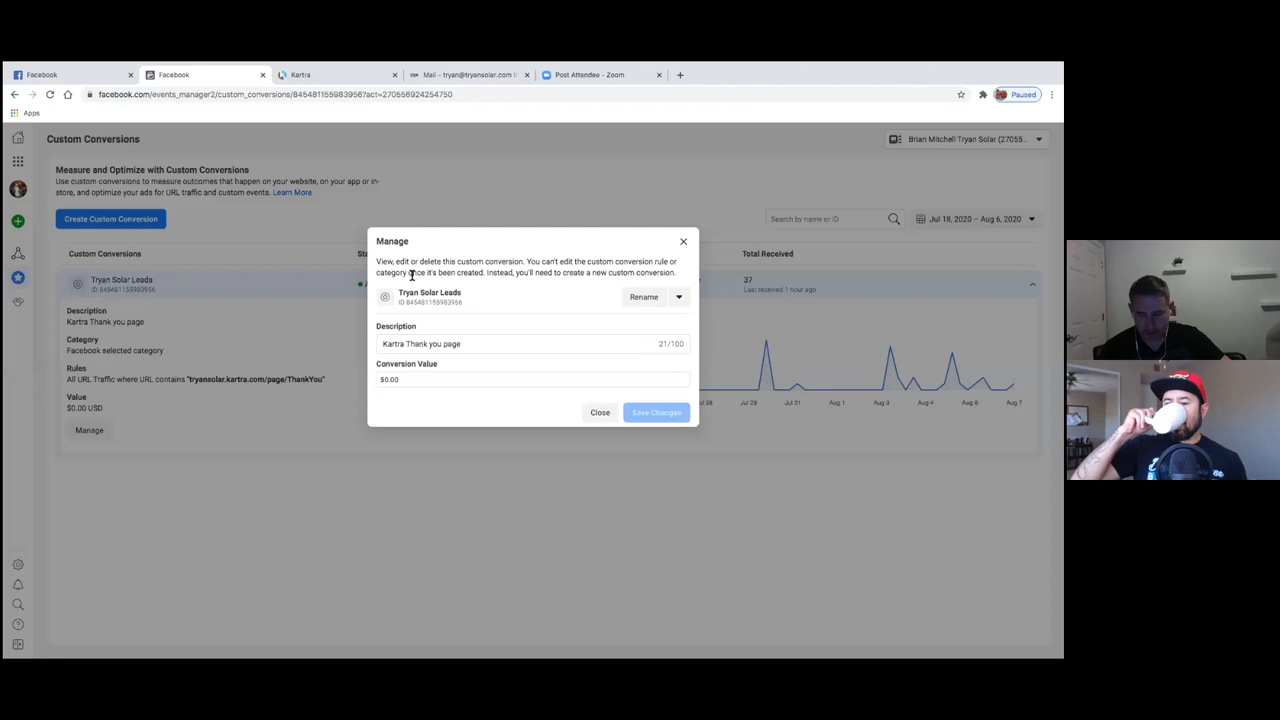 Facebook
Facebook
Kartra
Mail - tryan@tryansolar.com
Post Attendee - Zoom
facebook.com/events_manager2/custom_conversions/845481155983956?act=270556924254750
Paused
Apps
Custom Conversions
Brian Mitchell Tryan Solar (27055...
Measure and Optimize with Custom Conversions
Use custom conversions to measure outcomes that happen on your website, on your app or in-
store, and optimize your ads for URL traffic and custom events. Learn More
Create Custom Conversion
Search by name or ID
Jul 18, 2020 – Aug 6, 2020
Custom Conversions
Sta
Total Received
Tryan Solar Leads
ID 845481155983956
37
Last received 1 hour ago
Description
Kartra Thank you page
Category
Facebook selected category
Rules
All URL Traffic where URL contains "tryansolar.kartra.com/page/ThankYou"
Value
$0.00 USD
Manage
Manage
View, edit or delete this custom conversion. You can't edit the custom conversion rule or
category once it's been created. Instead, you'll need to create a new custom conversion.
Tryan Solar Leads
ID 845481155983956
Rename
Description
Kartra Thank you page
21/100
Conversion Value
$0.00
Close
Save Changes
Jul 28
Jul 29
Jul 31
Aug 1
Aug 3
Aug 4
Aug 6
Aug 7